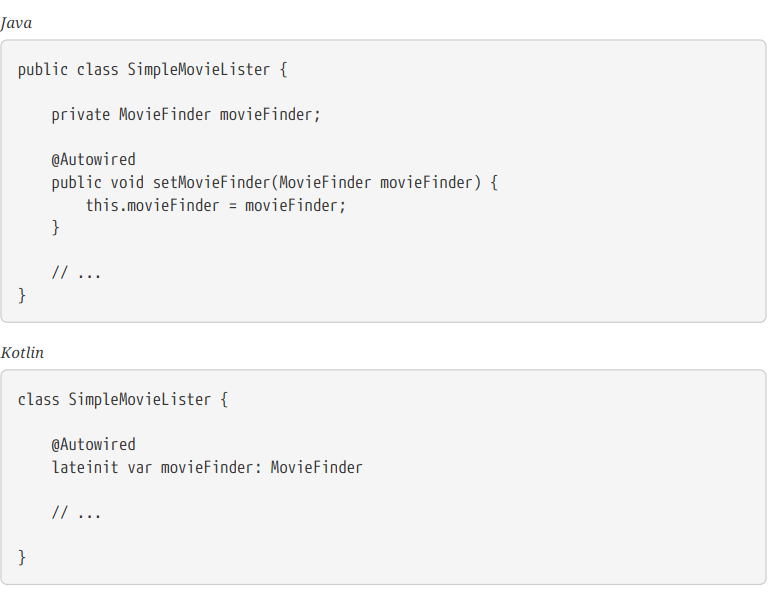 Java
public class SimpleMovieLister {
    private MovieFinder movieFinder;
    @Autowired
    public void setMovieFinder(MovieFinder movieFinder) {
        this.movieFinder = movieFinder;
    }
    // ...
}
Kotlin
class SimpleMovieLister {
    @Autowired
    lateinit var movieFinder: MovieFinder
    // ...
}